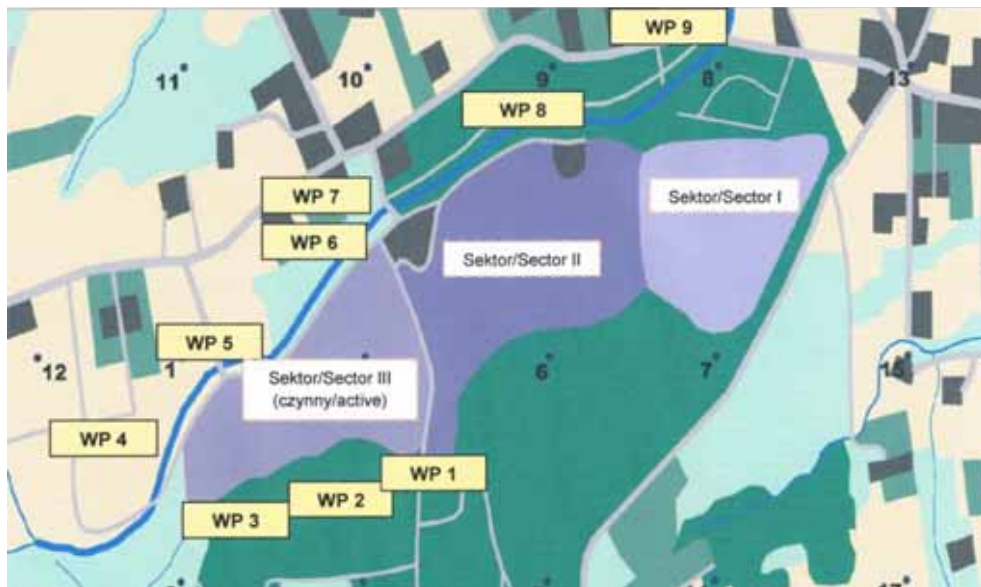 WP 9
11
10
9
8
13
WP 8
WP 7
Sektor/Sector I
WP 6
Sektor/Sector II
WP 5
12
1
6
7
15
Sektor/Sector III
(czynny/active)
WP 4
WP 1
WP 2
WP 3